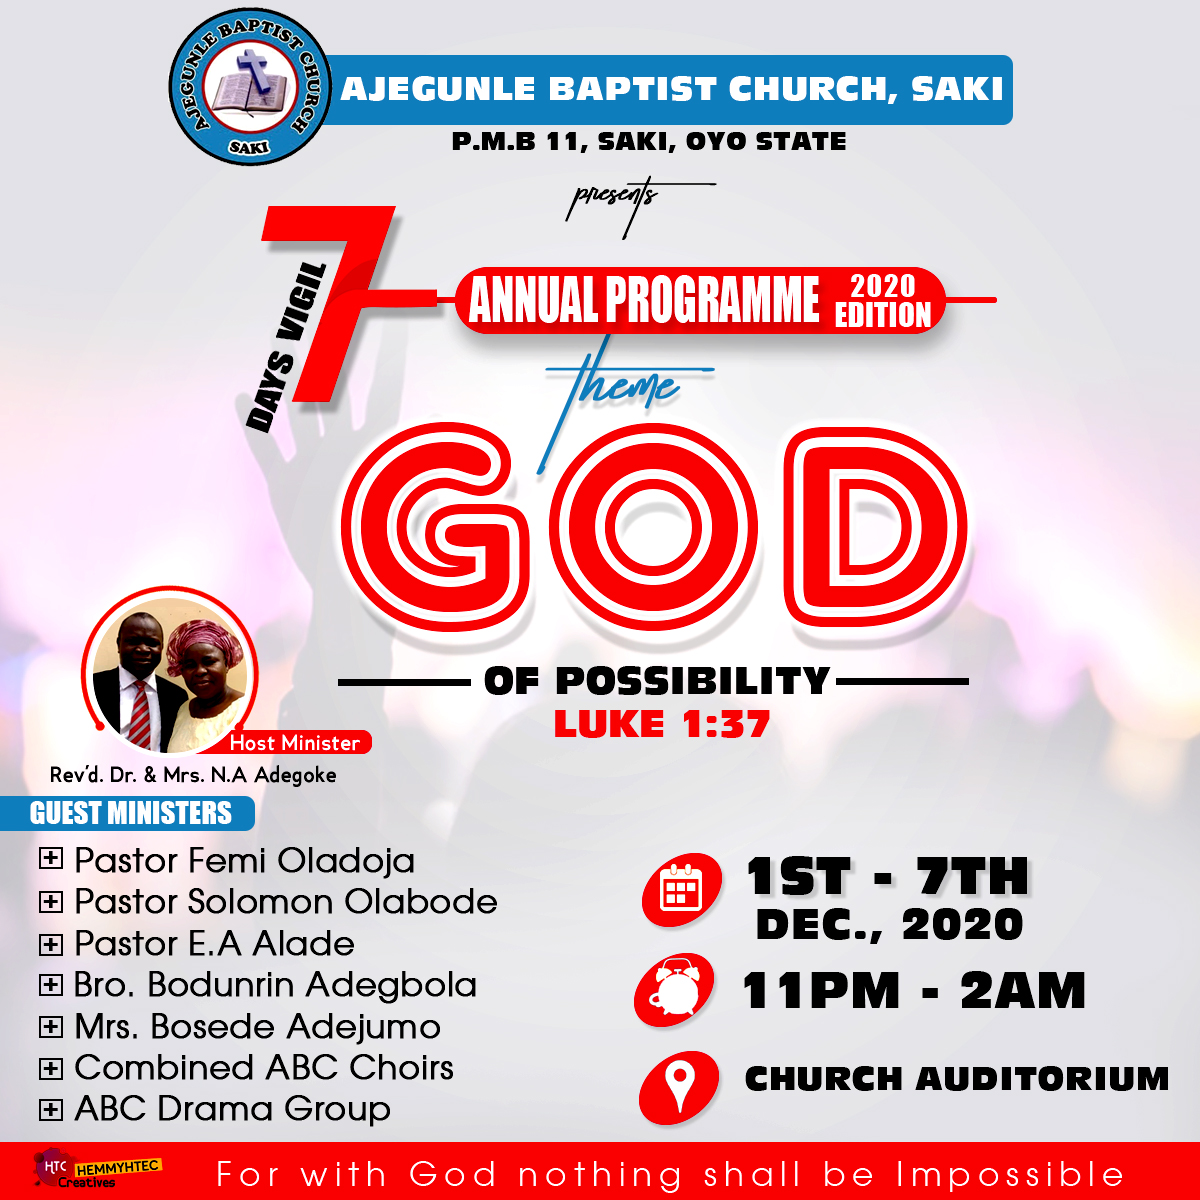 AJEGUNLE BAPTIST CHURCH
SAKI
AJEGUNLE BAPTIST CHURCH, SAKI
P.M.B 11, SAKI, OYO STATE
presents
7
DAYS VIGIL
ANNUAL PROGRAMME
2020
EDITION
theme
GOD
OF POSSIBILITY
LUKE 1:37
Host Minister
Rev'd. Dr. & Mrs. N.A Adegoke
GUEST MINISTERS
Pastor Femi Oladoja
Pastor Solomon Olabode
Pastor E.A Alade
Bro. Bodunrin Adegbola
Mrs. Bosede Adejumo
Combined ABC Choirs
ABC Drama Group
1ST - 7TH
DEC., 2020
11PM - 2AM
CHURCH AUDITORIUM
HTC HEMMYHTEC
Creatives
For with God nothing shall be Impossible